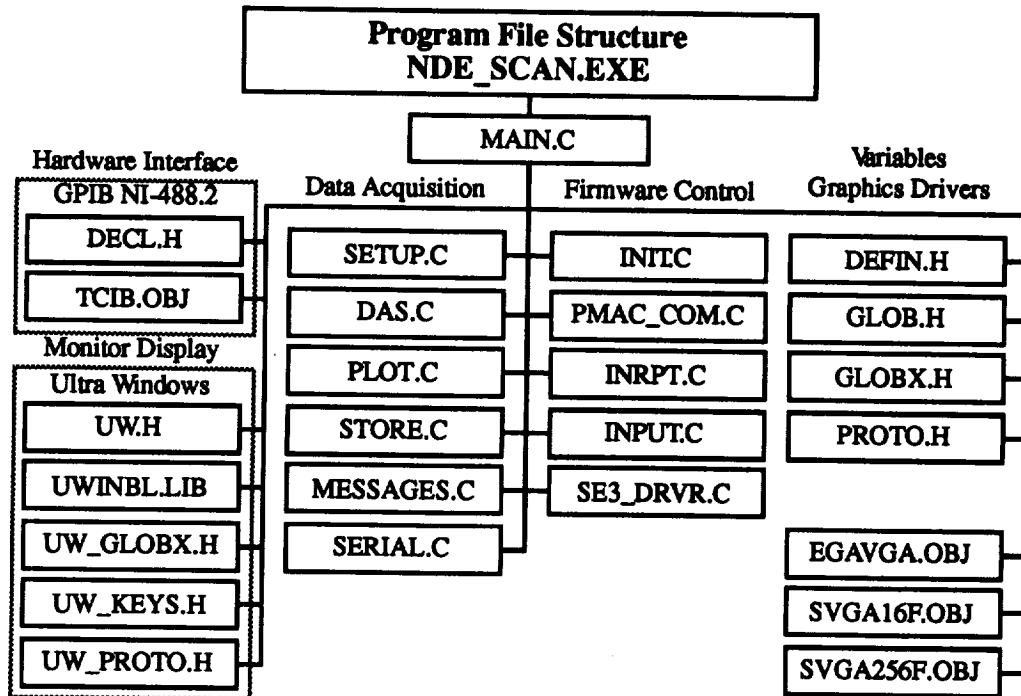 Program File Structure
NDE_SCAN.EXE
MAIN.C
Hardware Interface
GPIB NI-488.2
DECL.H
TCIB.OBJ
Monitor Display
Ultra Windows
UW.H
UWINBL.LIB
UW_GLOBX.H
UW_KEYS.H
UW_PROTO.H
Data Acquisition
SETUP.C
DAS.C
PLOT.C
STORE.C
MESSAGES.C
SERIAL.C
Firmware Control
INIT.C
PMAC_COM.C
INRPT.C
INPUT.C
SE3_DRVR.C
Variables
Graphics Drivers
DEFIN.H
GLOB.H
GLOBX.H
PROTO.H
EGAVGA.OBJ
SVGA16F.OBJ
SVGA256F.OBJ